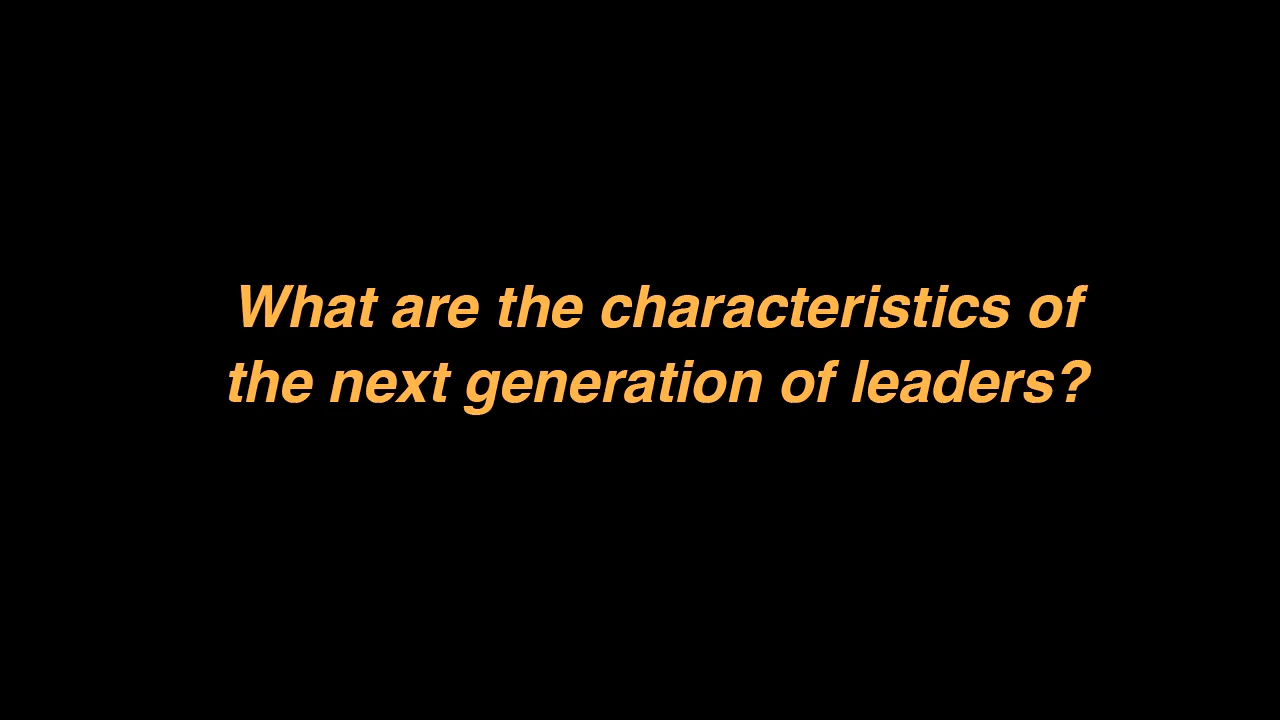 What are the characteristics of
the next generation of leaders?